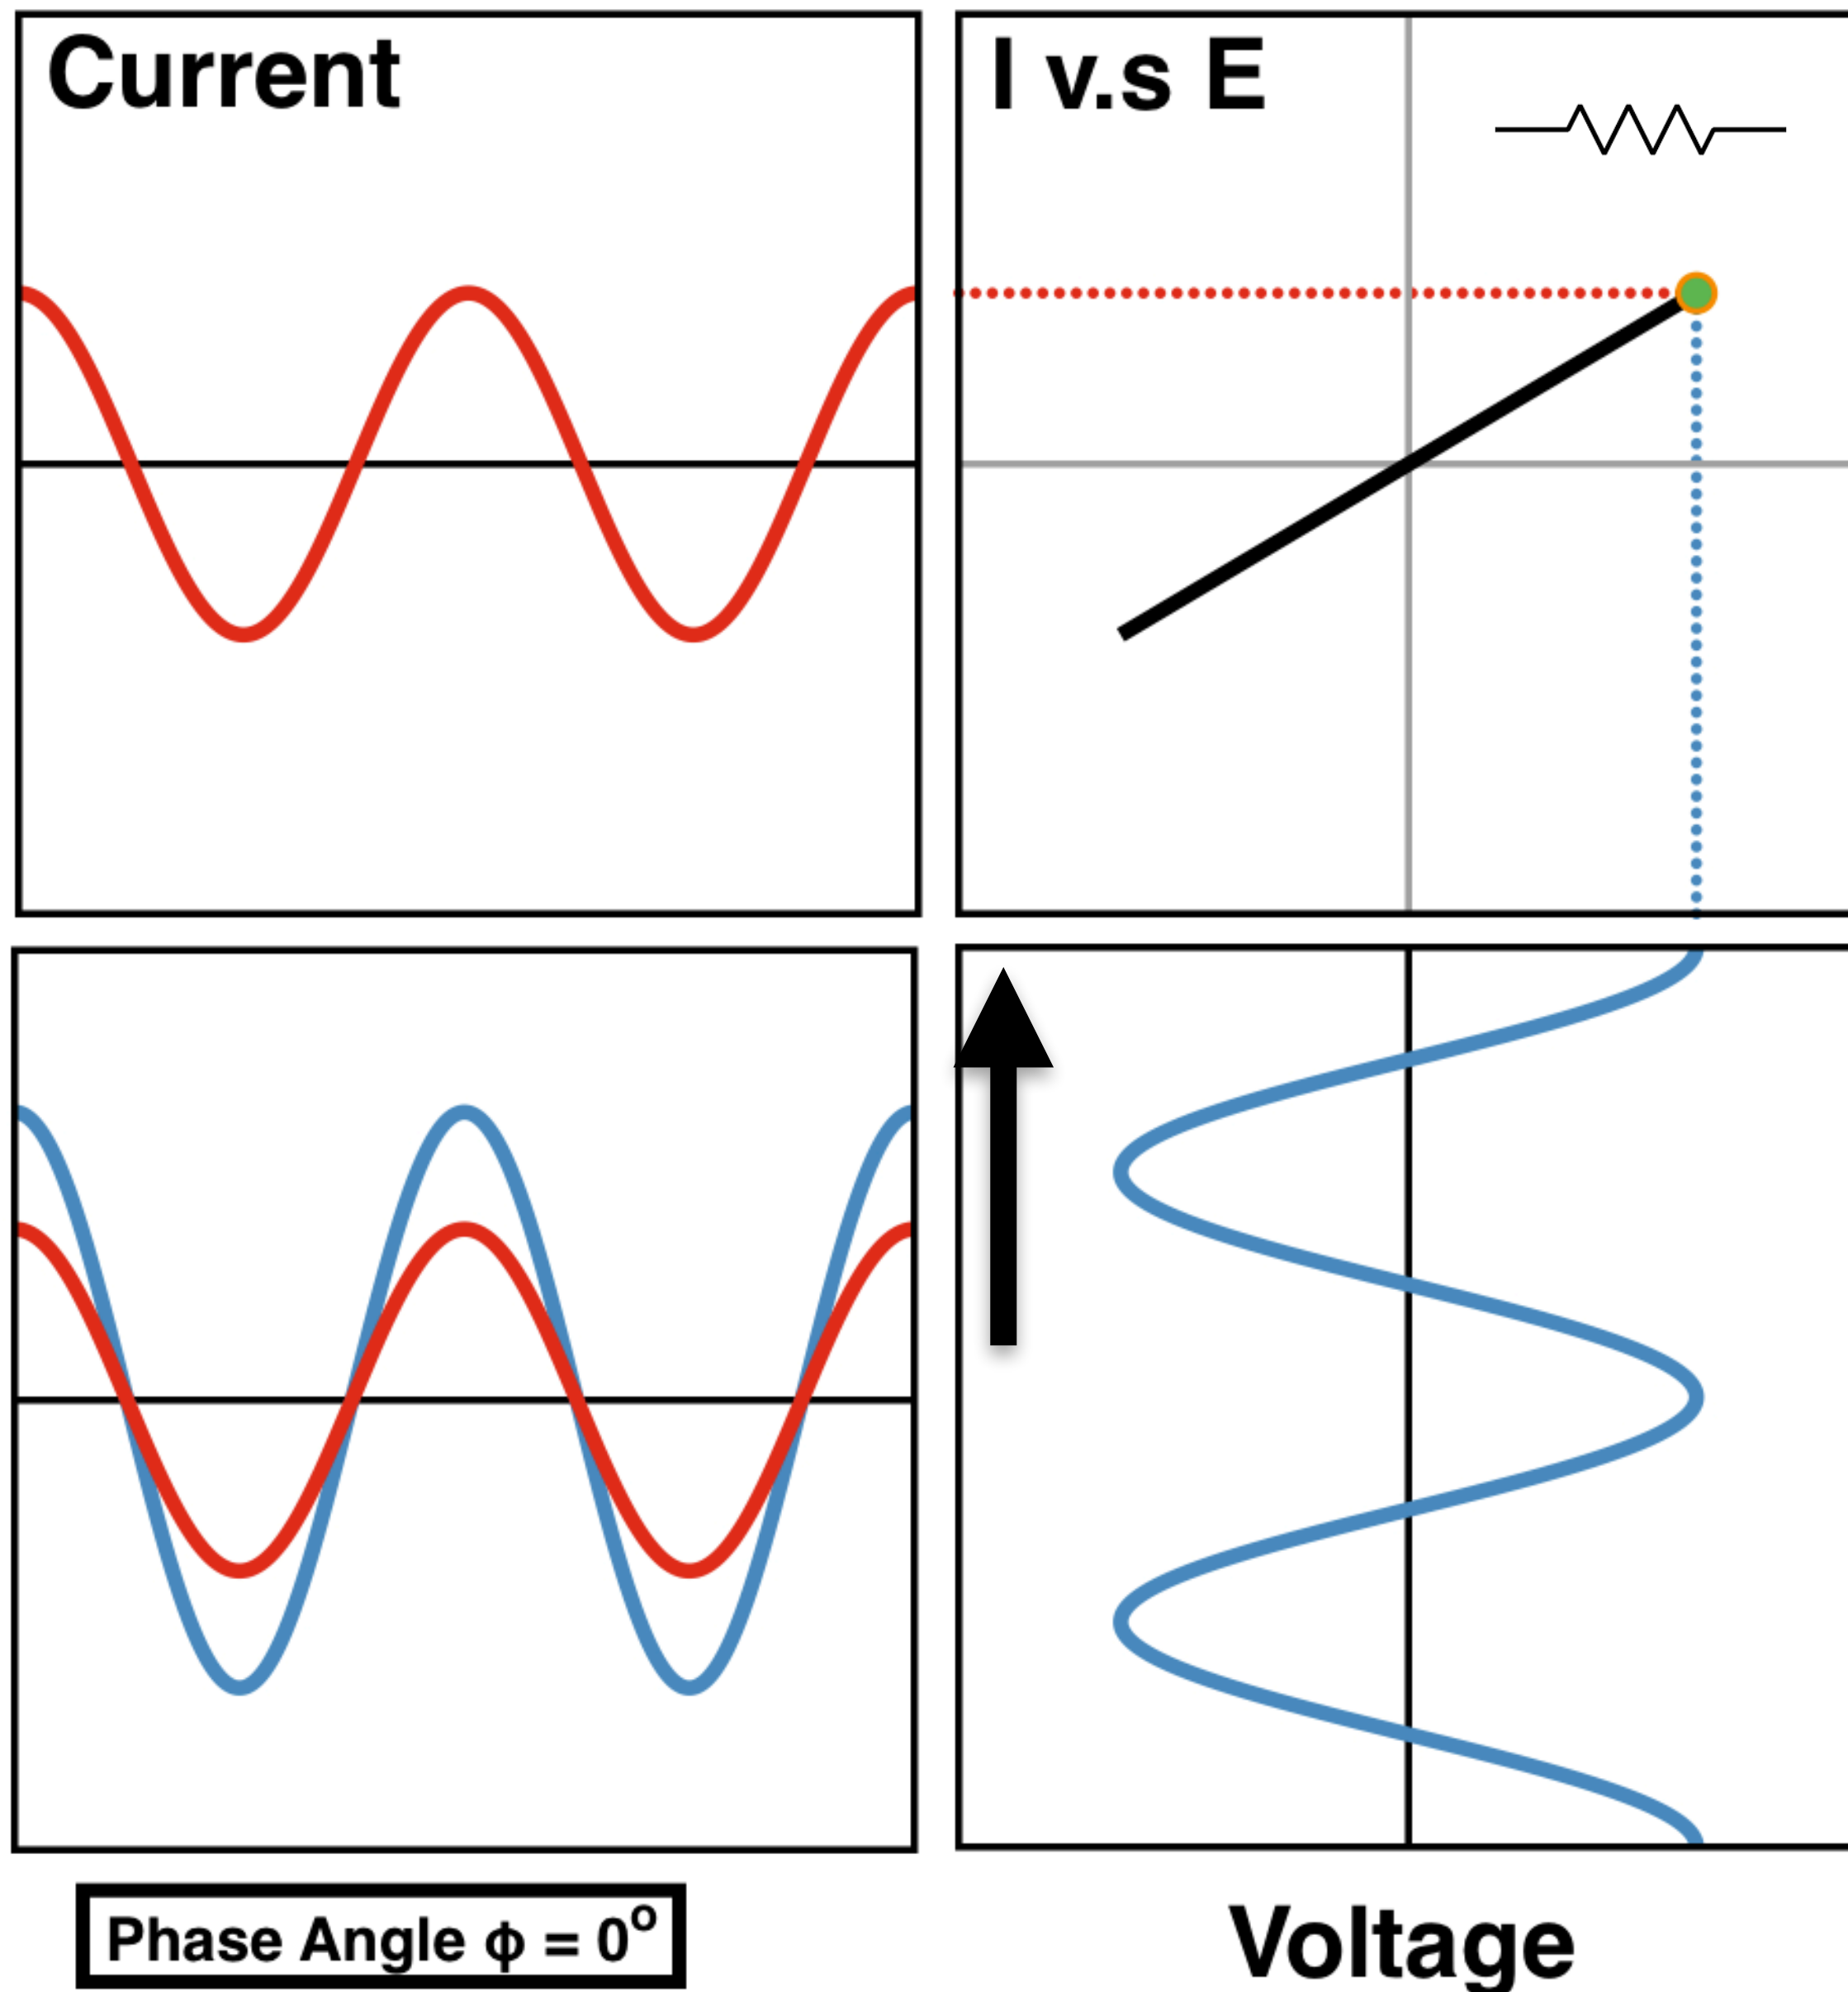 Current
I v.s E
Phase Angle ϕ = 0°
Voltage